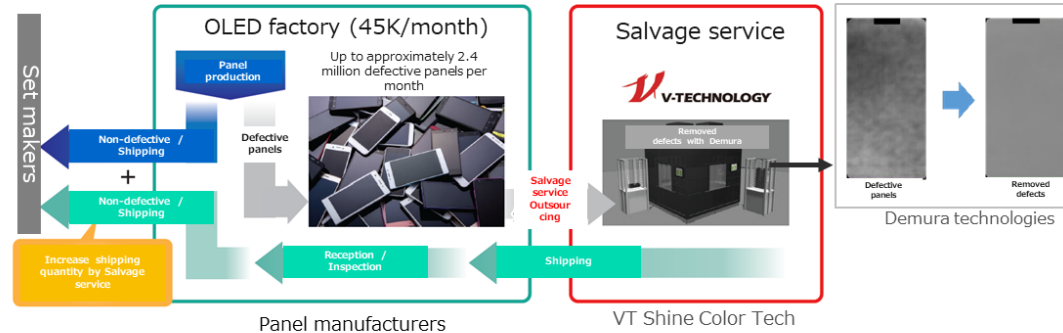 OLED factory (45K/month)
Salvage service
Set makers
Panel
production
Up to approximately 2.4
million defective panels per
month
V-TECHNOLOGY
Non-defective /
Shipping
Defective
panels
Removed
defects with Demura
+
Non-defective /
Shipping
Salvage
service
Outsour
cing
Defective
panels
Removed
defects
Demura technologies
Increase shipping
quantity by Salvage
service
Reception /
Inspection
Shipping
Panel manufacturers
VT Shine Color Tech